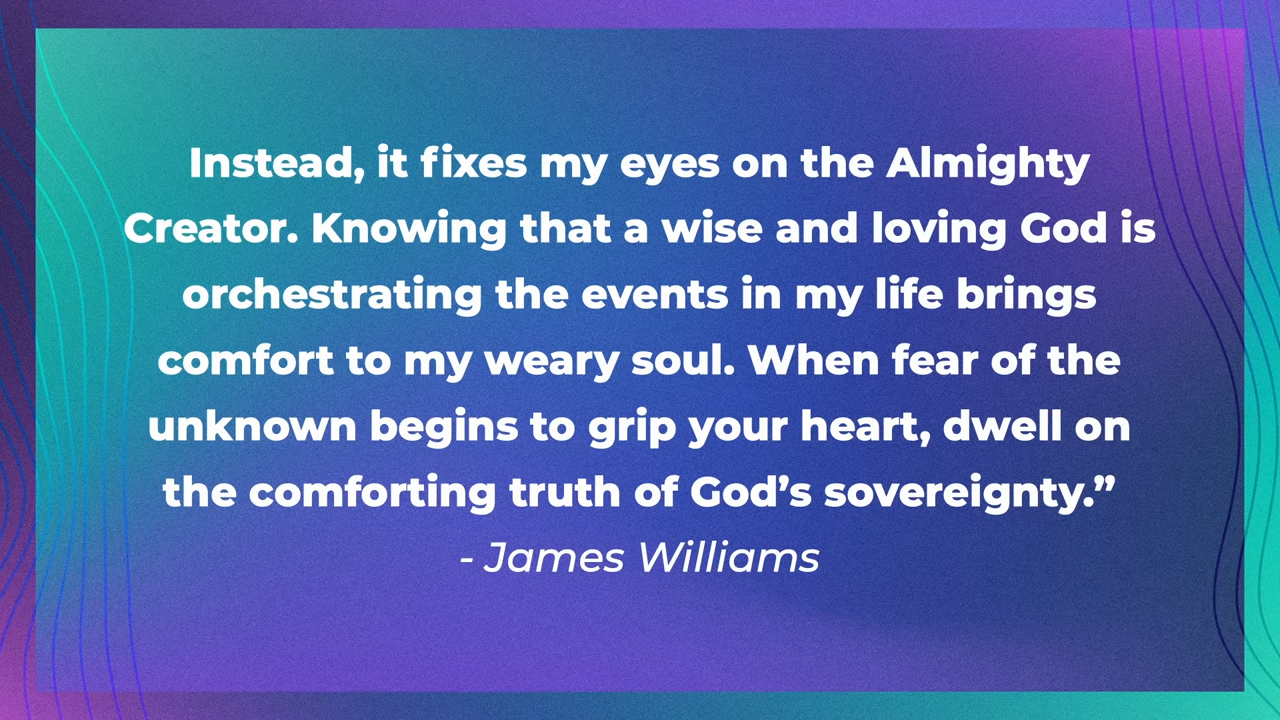 Instead, it fixes my eyes on the Almighty
Creator. Knowing that a wise and loving God is
orchestrating the events in my life brings
comfort to my weary soul. When fear of the
unknown begins to grip your heart, dwell on
the comforting truth of God’s sovereignty.”
- James Williams